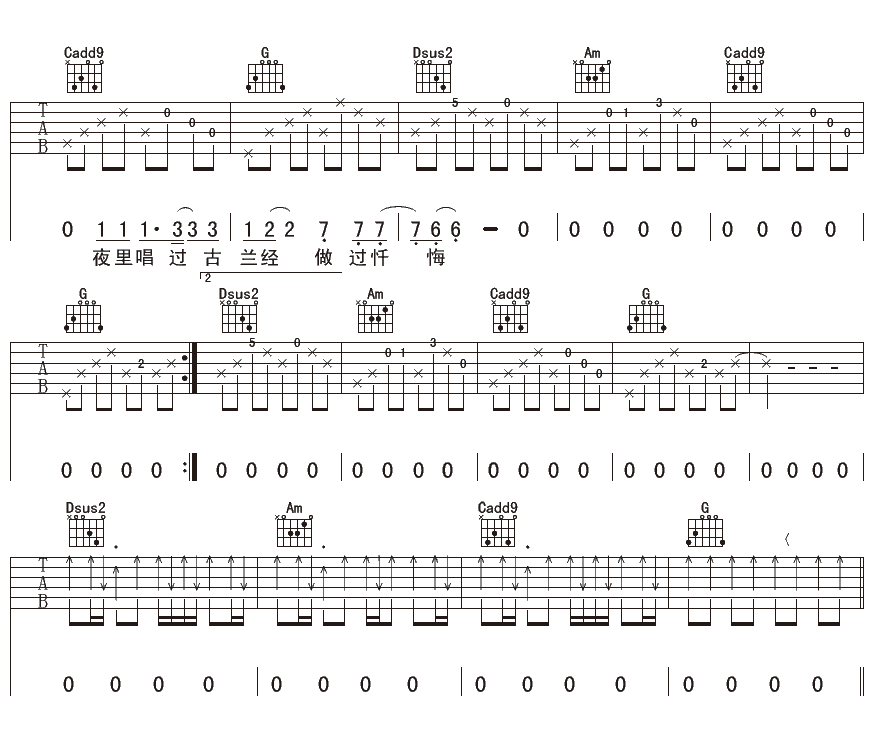 Cadd9 G Dsus2 Am Cadd9
T 0 5 0 0 1 3 0 0
A 0 0 0
B 0 0
0 1 1 1· 3 3 3 1 2 2 7 7 7 7 6 6 - 0 0 0 0 0 0 0 0 0
夜里唱 过 古 兰经 做 过忏 悔
2
G Dsus2 Am Cadd9 G
T 5 0 0 1 3 0
A 2 0 0 2 - - -
B 0
0 0 0 0 0 0 0 0 0 0 0 0 0 0 0 0 0 0 0 0 0 0 0 0
Dsus2 Am Cadd9 G
T
A
B
0 0 0 0 0 0 0 0 0 0 0 0 0 0 0 0